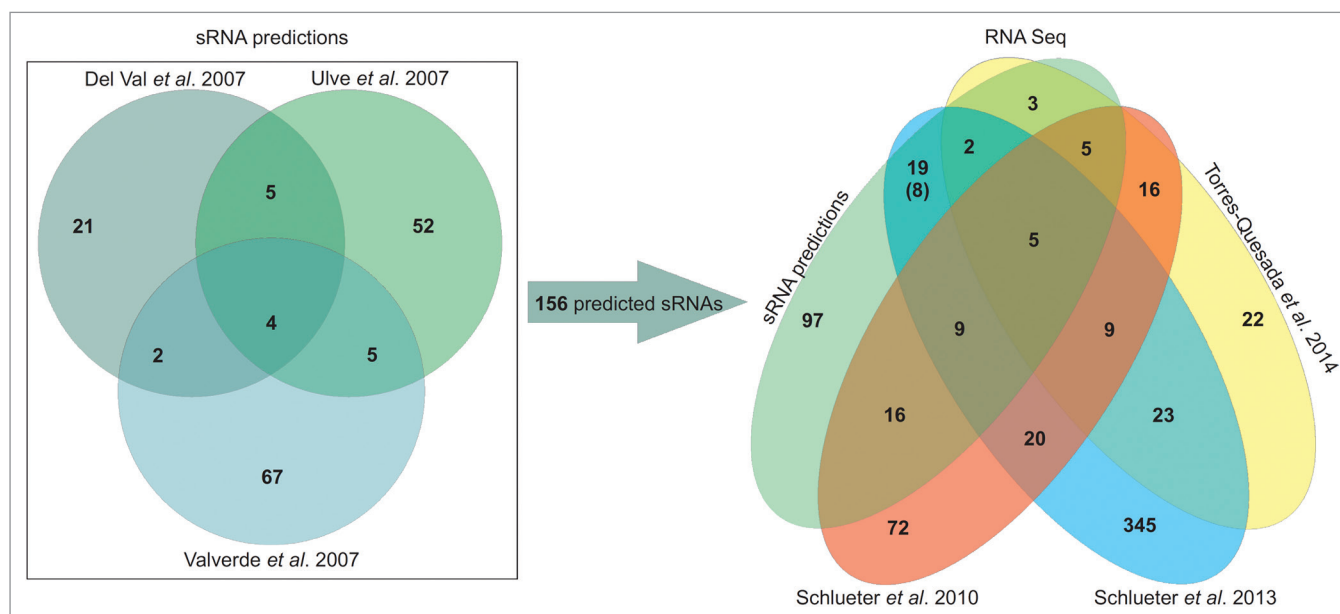 sRNA predictions
Del Val et al. 2007
Ulve et al. 2007
5
21
52
4
2
5
67
Valverde et al. 2007
156 predicted sRNAs
RNA Seq
3
2
5
19
(8)
16
sRNA predictions
Torres-Quesada et al. 2014
5
97
9
9
22
16
23
20
72
345
Schlueter et al. 2010
Schlueter et al. 2013